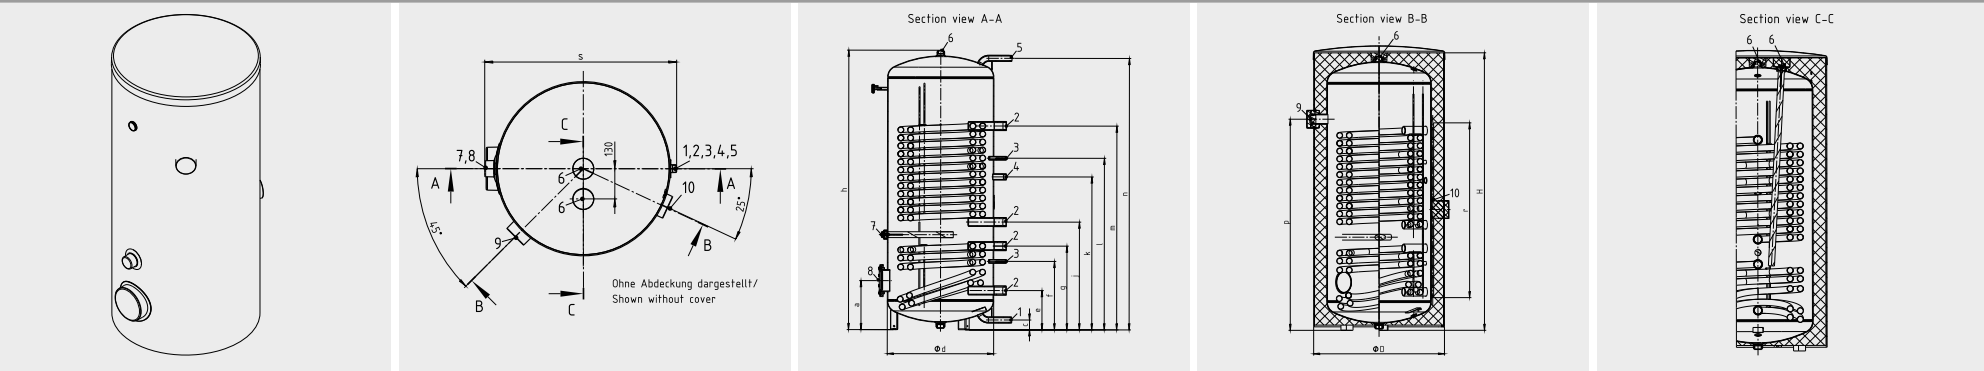 s
C
130
7,8
1,2,3,4,5
6
A
A
10
6
45°
25°
9
B
B
C
Ohne Abdeckung dargestellt/
Shown without cover
Section view A-A
6
5
2
3
4
2
7
2
3
8
2
1
h
a
c
e
f
g
j
k
l
m
n
Ød
Section view B-B
6
9
10
p
r
H
ØD
Section view C-C
6 6